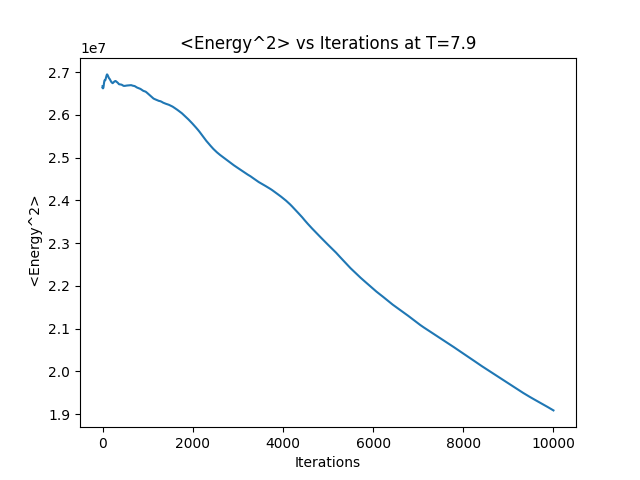 <Energy^2> vs Iterations at T=7.9
1e7
2.7
2.6
2.5
2.4
2.3
2.2
2.1
2.0
1.9
<Energy^2>
0 2000 4000 6000 8000 10000
Iterations